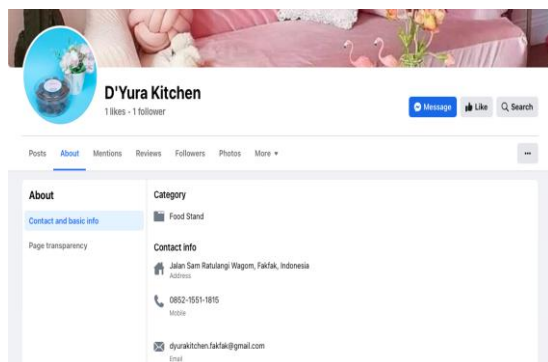 D'Yura Kitchen
1 likes • 1 follower
Message
Like
Search
Posts
About
Mentions
Reviews
Followers
Photos
More
About
Contact and basic info
Page transparency
Category
Food Stand
Contact info
Jalan Sam Ratulangi Wagom, Fakfak, Indonesia
Address
0852-1551-1815
Mobile
dyurakitchen.fakfak@gmail.com
Email